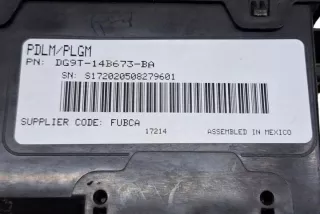 PDLM/PLGM
PN: DG9T-14B673-BA
SN: S172020508279601
SUPPLIER CODE: FUBCA
17214 ASSEMBLED IN MEXICO